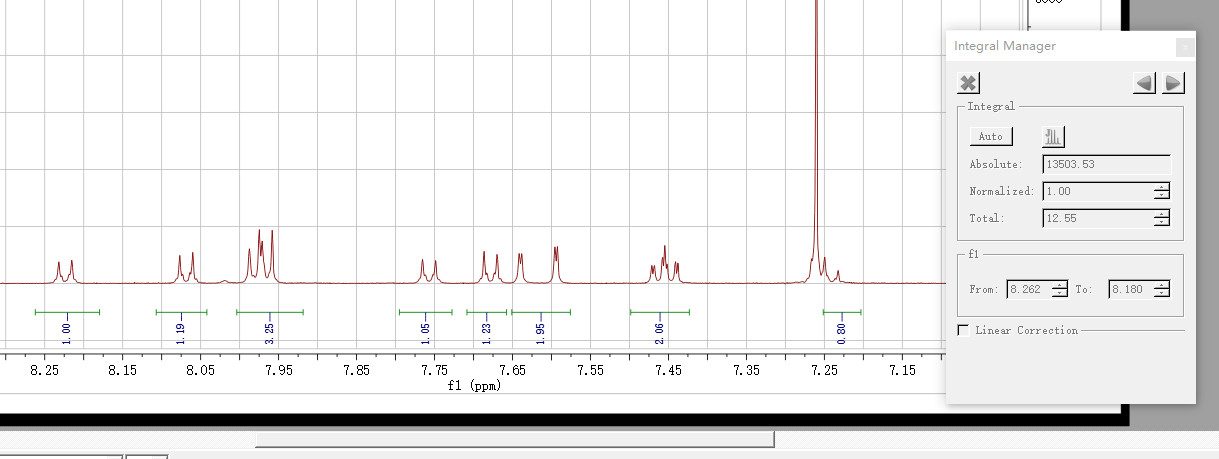 Integral Manager
Integral
Auto
Absolute: 13503.53
Normalized: 1.00
Total: 12.55
f1
From: 8.262 To: 8.180
Linear Correction
1.00 1.19 3.25 1.05 1.23 1.95 2.06 0.80
8.25 8.15 8.05 7.95 7.85 7.75 7.65 7.55 7.45 7.35 7.25 7.15
f1 (ppm)